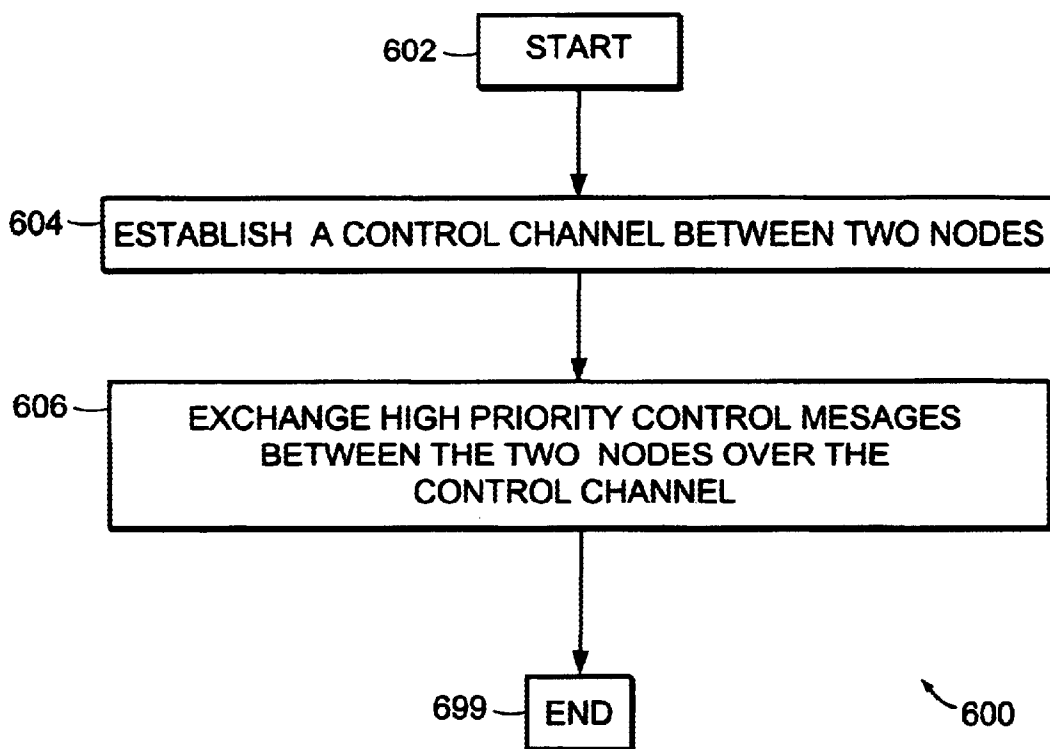 602 START
604 ESTABLISH A CONTROL CHANNEL BETWEEN TWO NODES
606 EXCHANGE HIGH PRIORITY CONTROL MESAGES
BETWEEN THE TWO NODES OVER THE
CONTROL CHANNEL
699 END
600